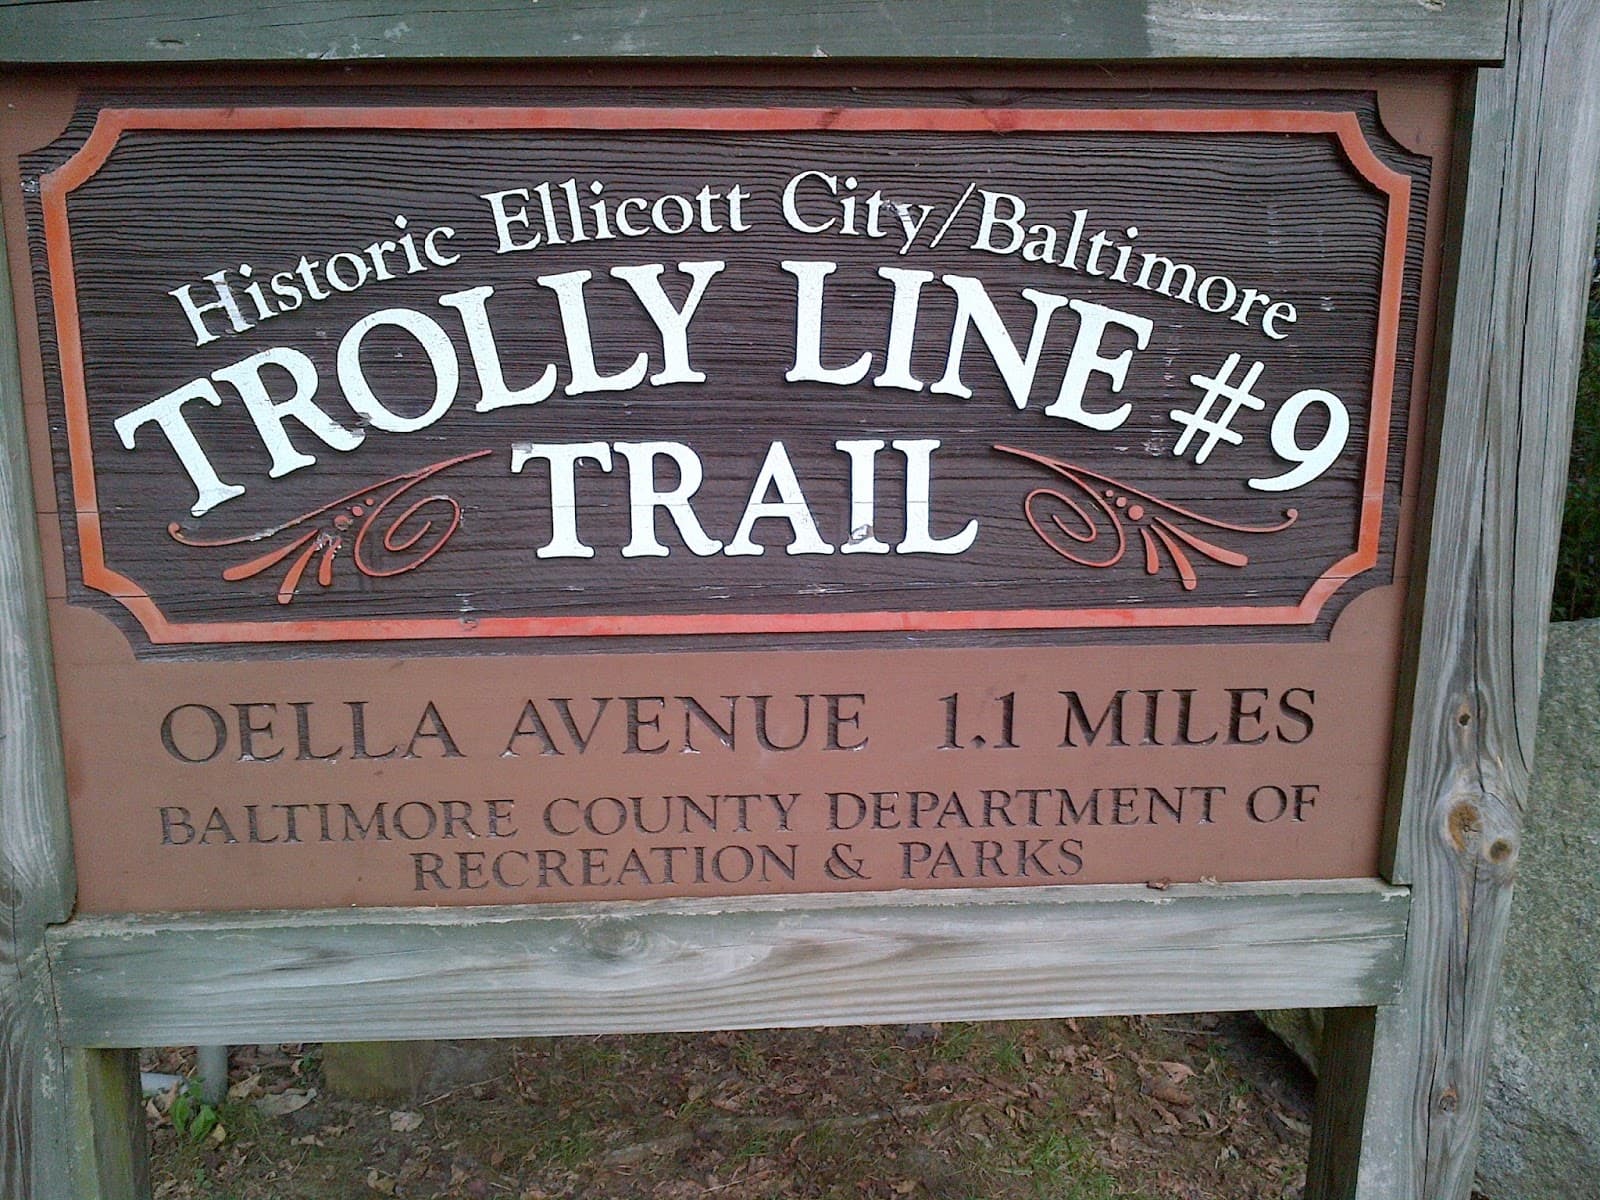 Historic Ellicott City/Baltimore
TROLLY LINE #9
TRAIL
OELLA AVENUE 1.1 MILES
BALTIMORE COUNTY DEPARTMENT OF
RECREATION & PARKS